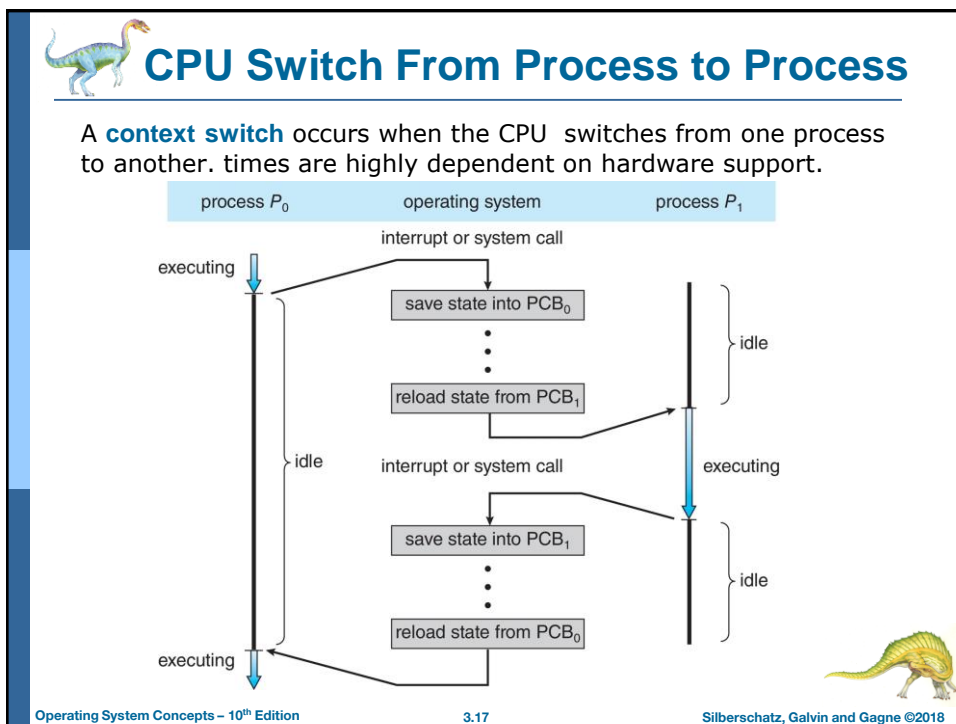 CPU Switch From Process to Process
A context switch occurs when the CPU switches from one process
to another. times are highly dependent on hardware support.
process P₀ operating system process P₁
interrupt or system call
executing
save state into PCB₀
idle
reload state from PCB₁
idle
interrupt or system call
executing
save state into PCB₁
idle
reload state from PCB₀
executing
Operating System Concepts – 10th Edition 3.17 Silberschatz, Galvin and Gagne ©2018